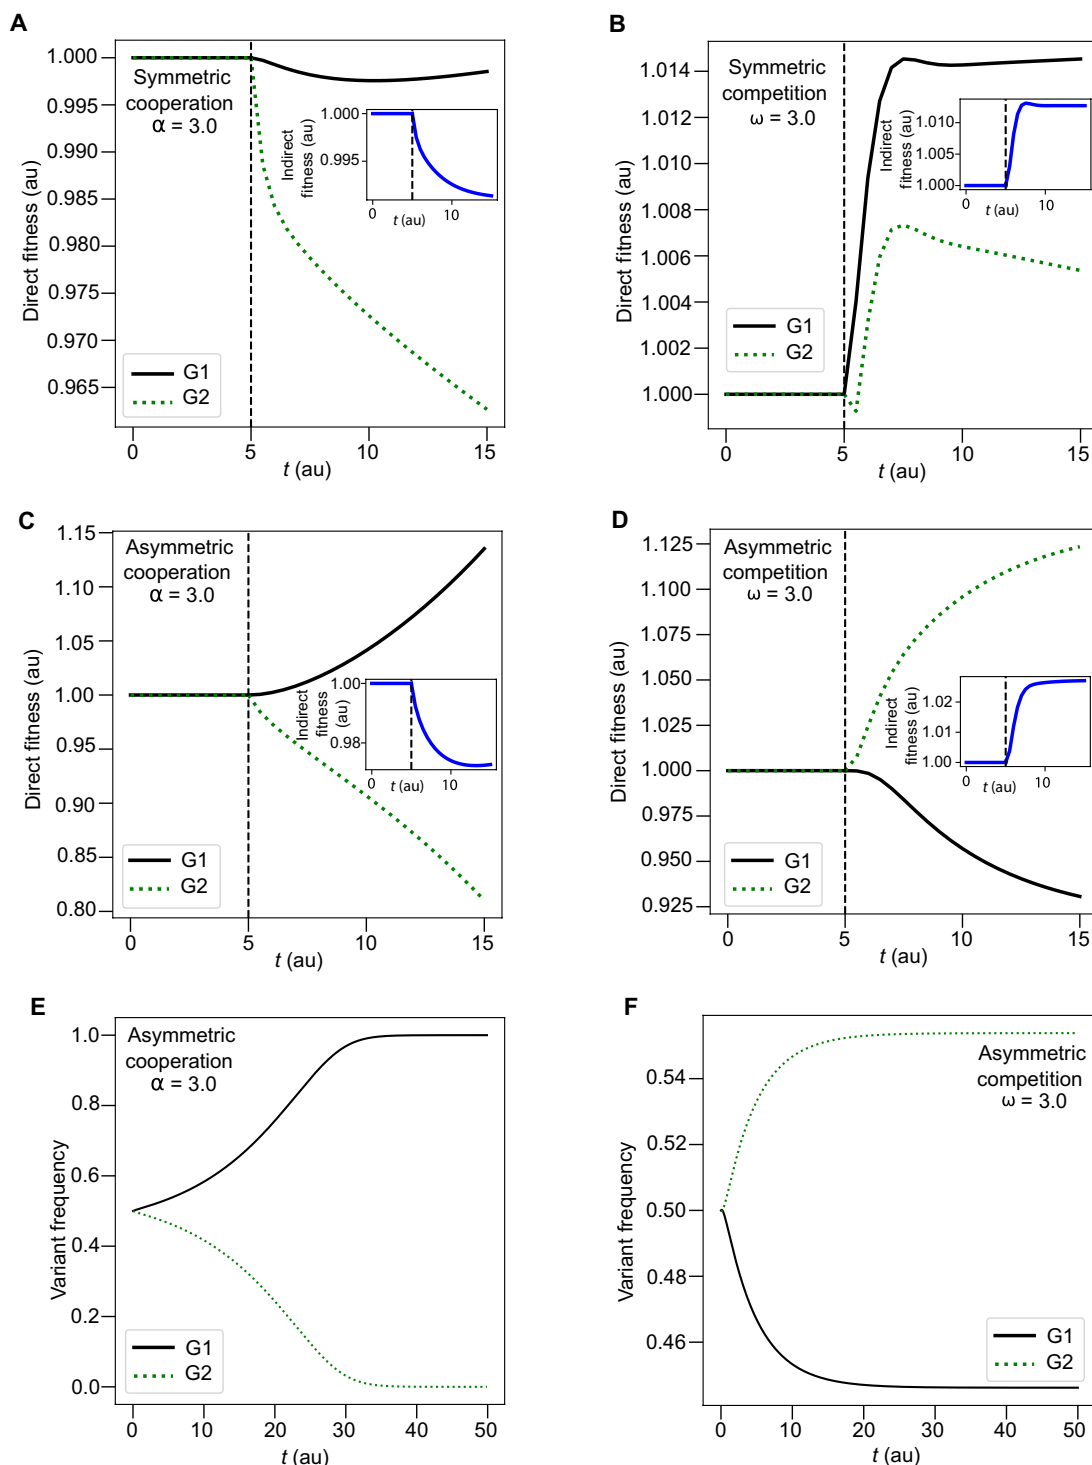 A
Symmetric
cooperation
α = 3.0
Direct fitness (au)
1.000
0.995
0.990
0.985
0.980
0.975
0.970
0.965
0
5
10
15
t (au)
G1
G2
Indirect
fitness (au)
1.000
0.995
0
10
t (au)
B
Symmetric
competition
ω = 3.0
Direct fitness (au)
1.014
1.012
1.010
1.008
1.006
1.004
1.002
1.000
0
5
10
15
t (au)
G1
G2
Indirect
fitness (au)
1.010
1.005
1.000
0
10
t (au)
C
Asymmetric
cooperation
α = 3.0
Direct fitness (au)
1.15
1.10
1.05
1.00
0.95
0.90
0.85
0.80
0
5
10
15
t (au)
G1
G2
Indirect
fitness
(au)
1.00
0.98
0
10
t (au)
D
Asymmetric
competition
ω = 3.0
Direct fitness (au)
1.125
1.100
1.075
1.050
1.025
1.000
0.975
0.950
0.925
0
5
10
15
t (au)
G1
G2
Indirect
fitness (au)
1.02
1.00
0
10
t (au)
E
Asymmetric
cooperation
α = 3.0
Variant frequency
1.0
0.8
0.6
0.4
0.2
0.0
0
10
20
30
40
50
t (au)
G1
G2
F
Asymmetric
competition
ω = 3.0
Variant frequency
0.54
0.52
0.50
0.48
0.46
0
10
20
30
40
50
t (au)
G1
G2